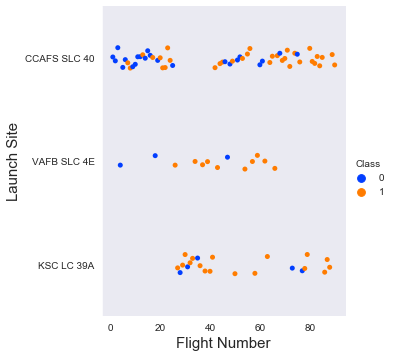 CCAFS SLC 40
VAFB SLC 4E
KSC LC 39A
Launch Site
0 20 40 60 80
Flight Number
Class
0
1